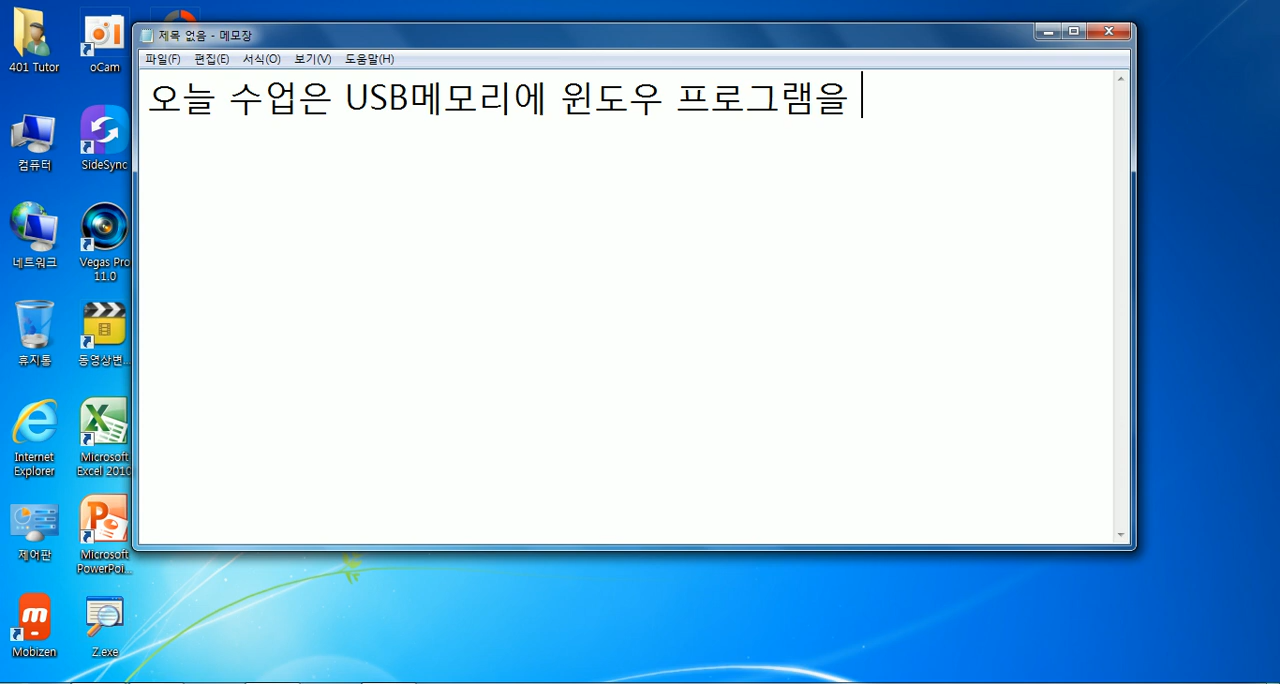 제목 없음 - 메모장
파일(F) 편집(E) 서식(O) 보기(V) 도움말(H)
오늘 수업은 USB메모리에 윈도우 프로그램을
401 Tutor
oCam
컴퓨터
SideSync
네트워크
Vegas Pro
11.0
휴지통
동영상변...
Internet
Explorer
Microsoft
Excel 2010
제어판
Microsoft
PowerPoi...
Mobizen
Z.exe